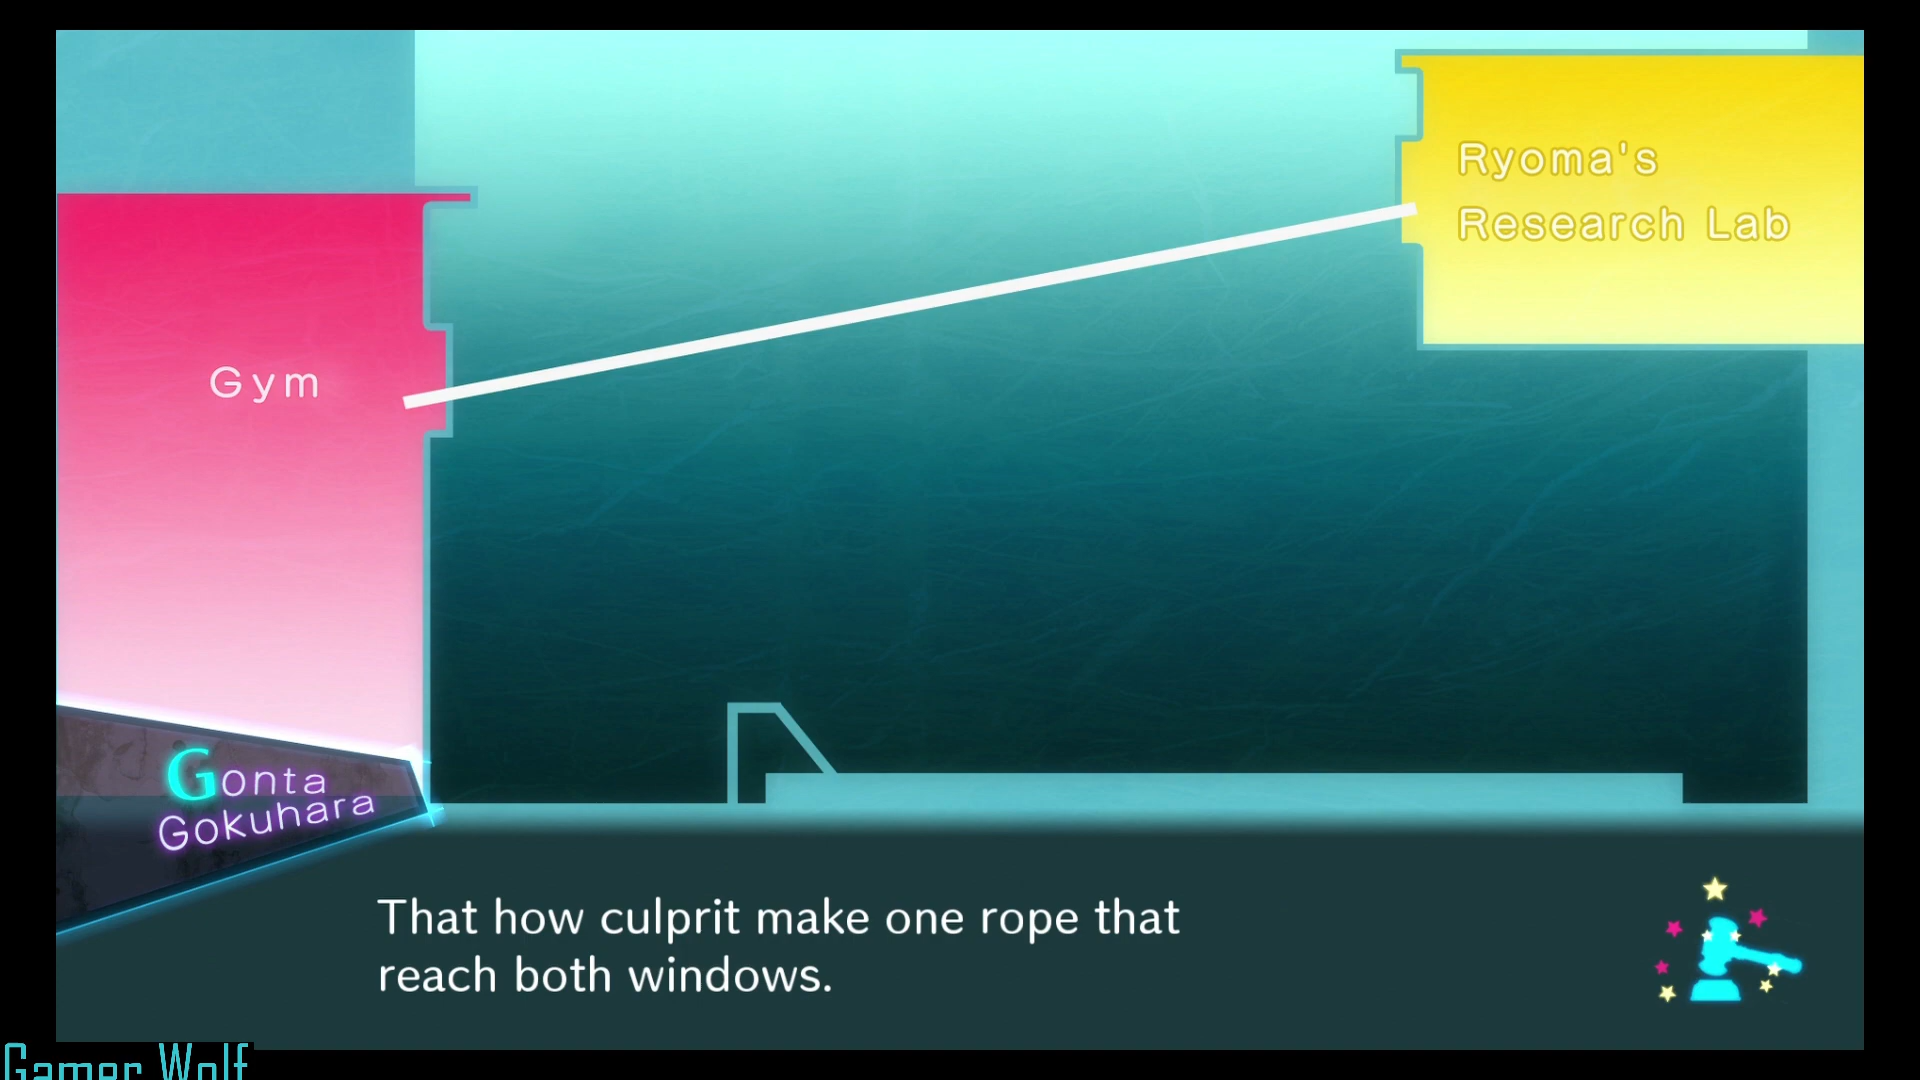 Ryoma's
Research Lab
Gym
Gonta
Gokuhara
That how culprit make one rope that
reach both windows.
Gamer Wolf